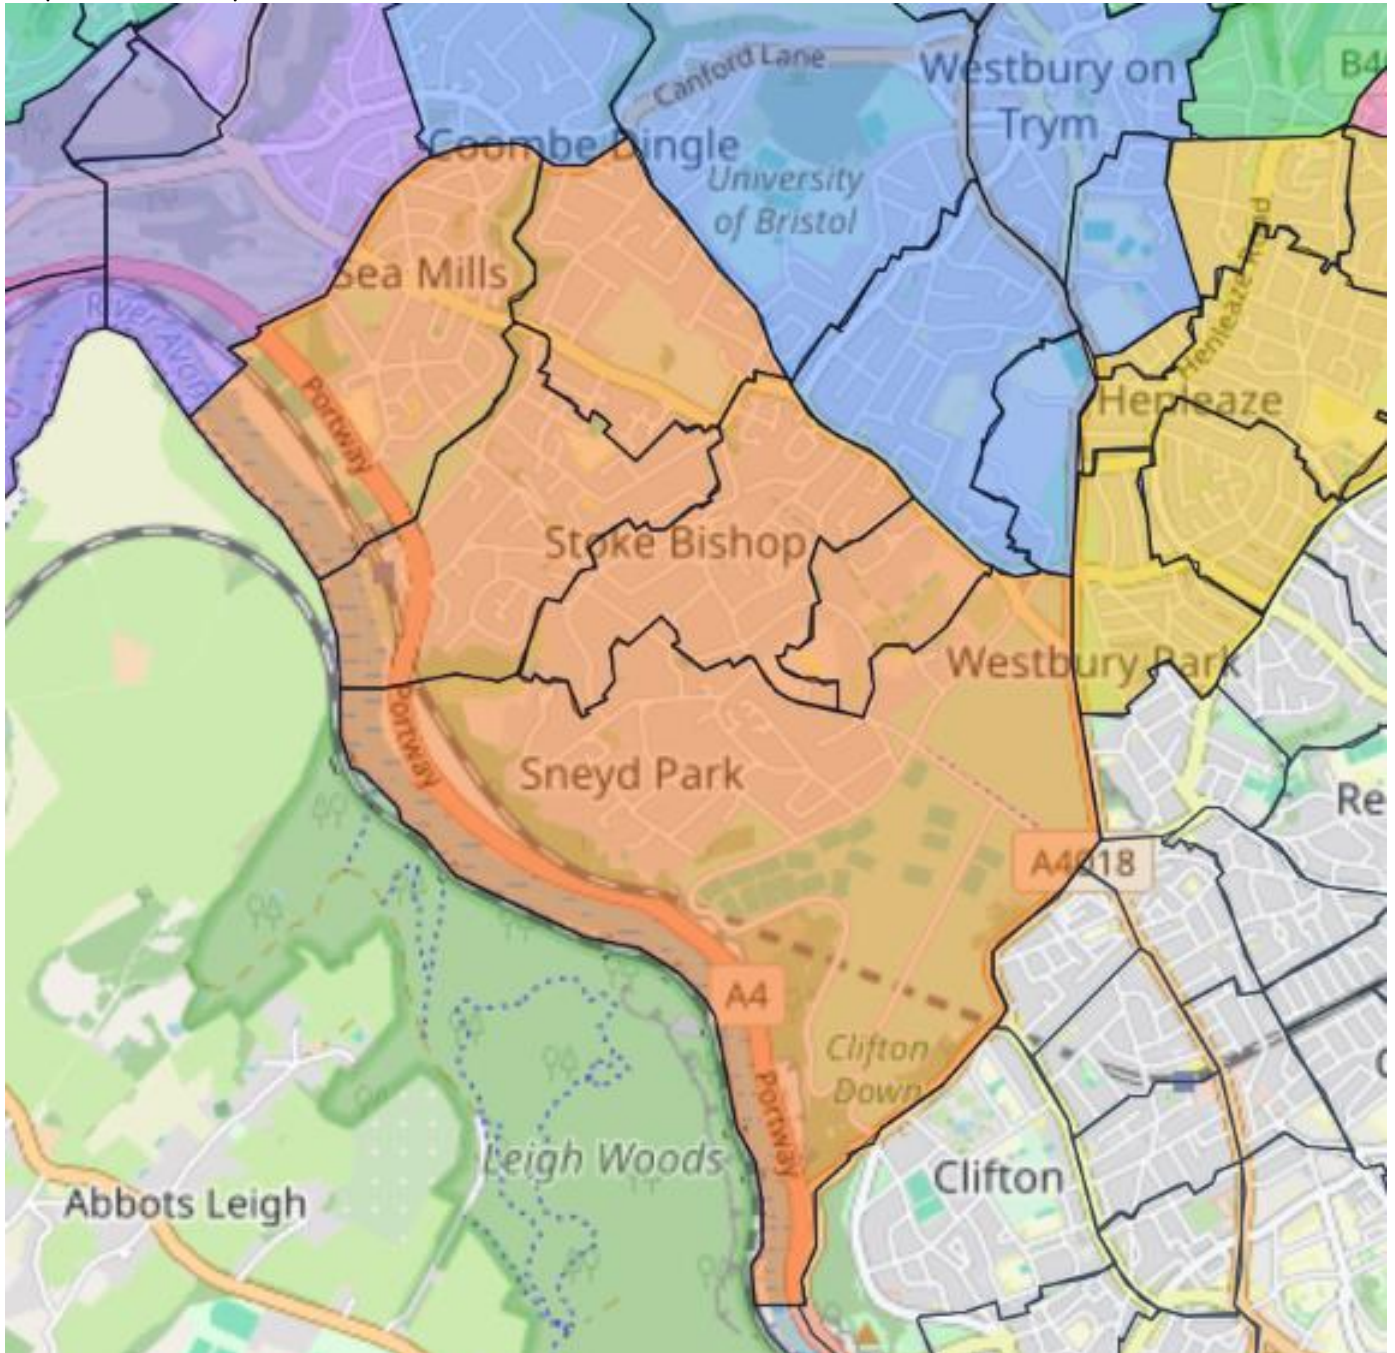 Canford Lane
Westbury on
Trym
B4
Coombe Dingle
University
of Bristol
Sea Mills
River Avon
Portway
Henleaze Road
Henleaze
Stoke Bishop
Westbury Park
Portway
Sneyd Park
Re
A4018
A4
Clifton
Down
Portway
Leigh Woods
Clifton
Abbots Leigh